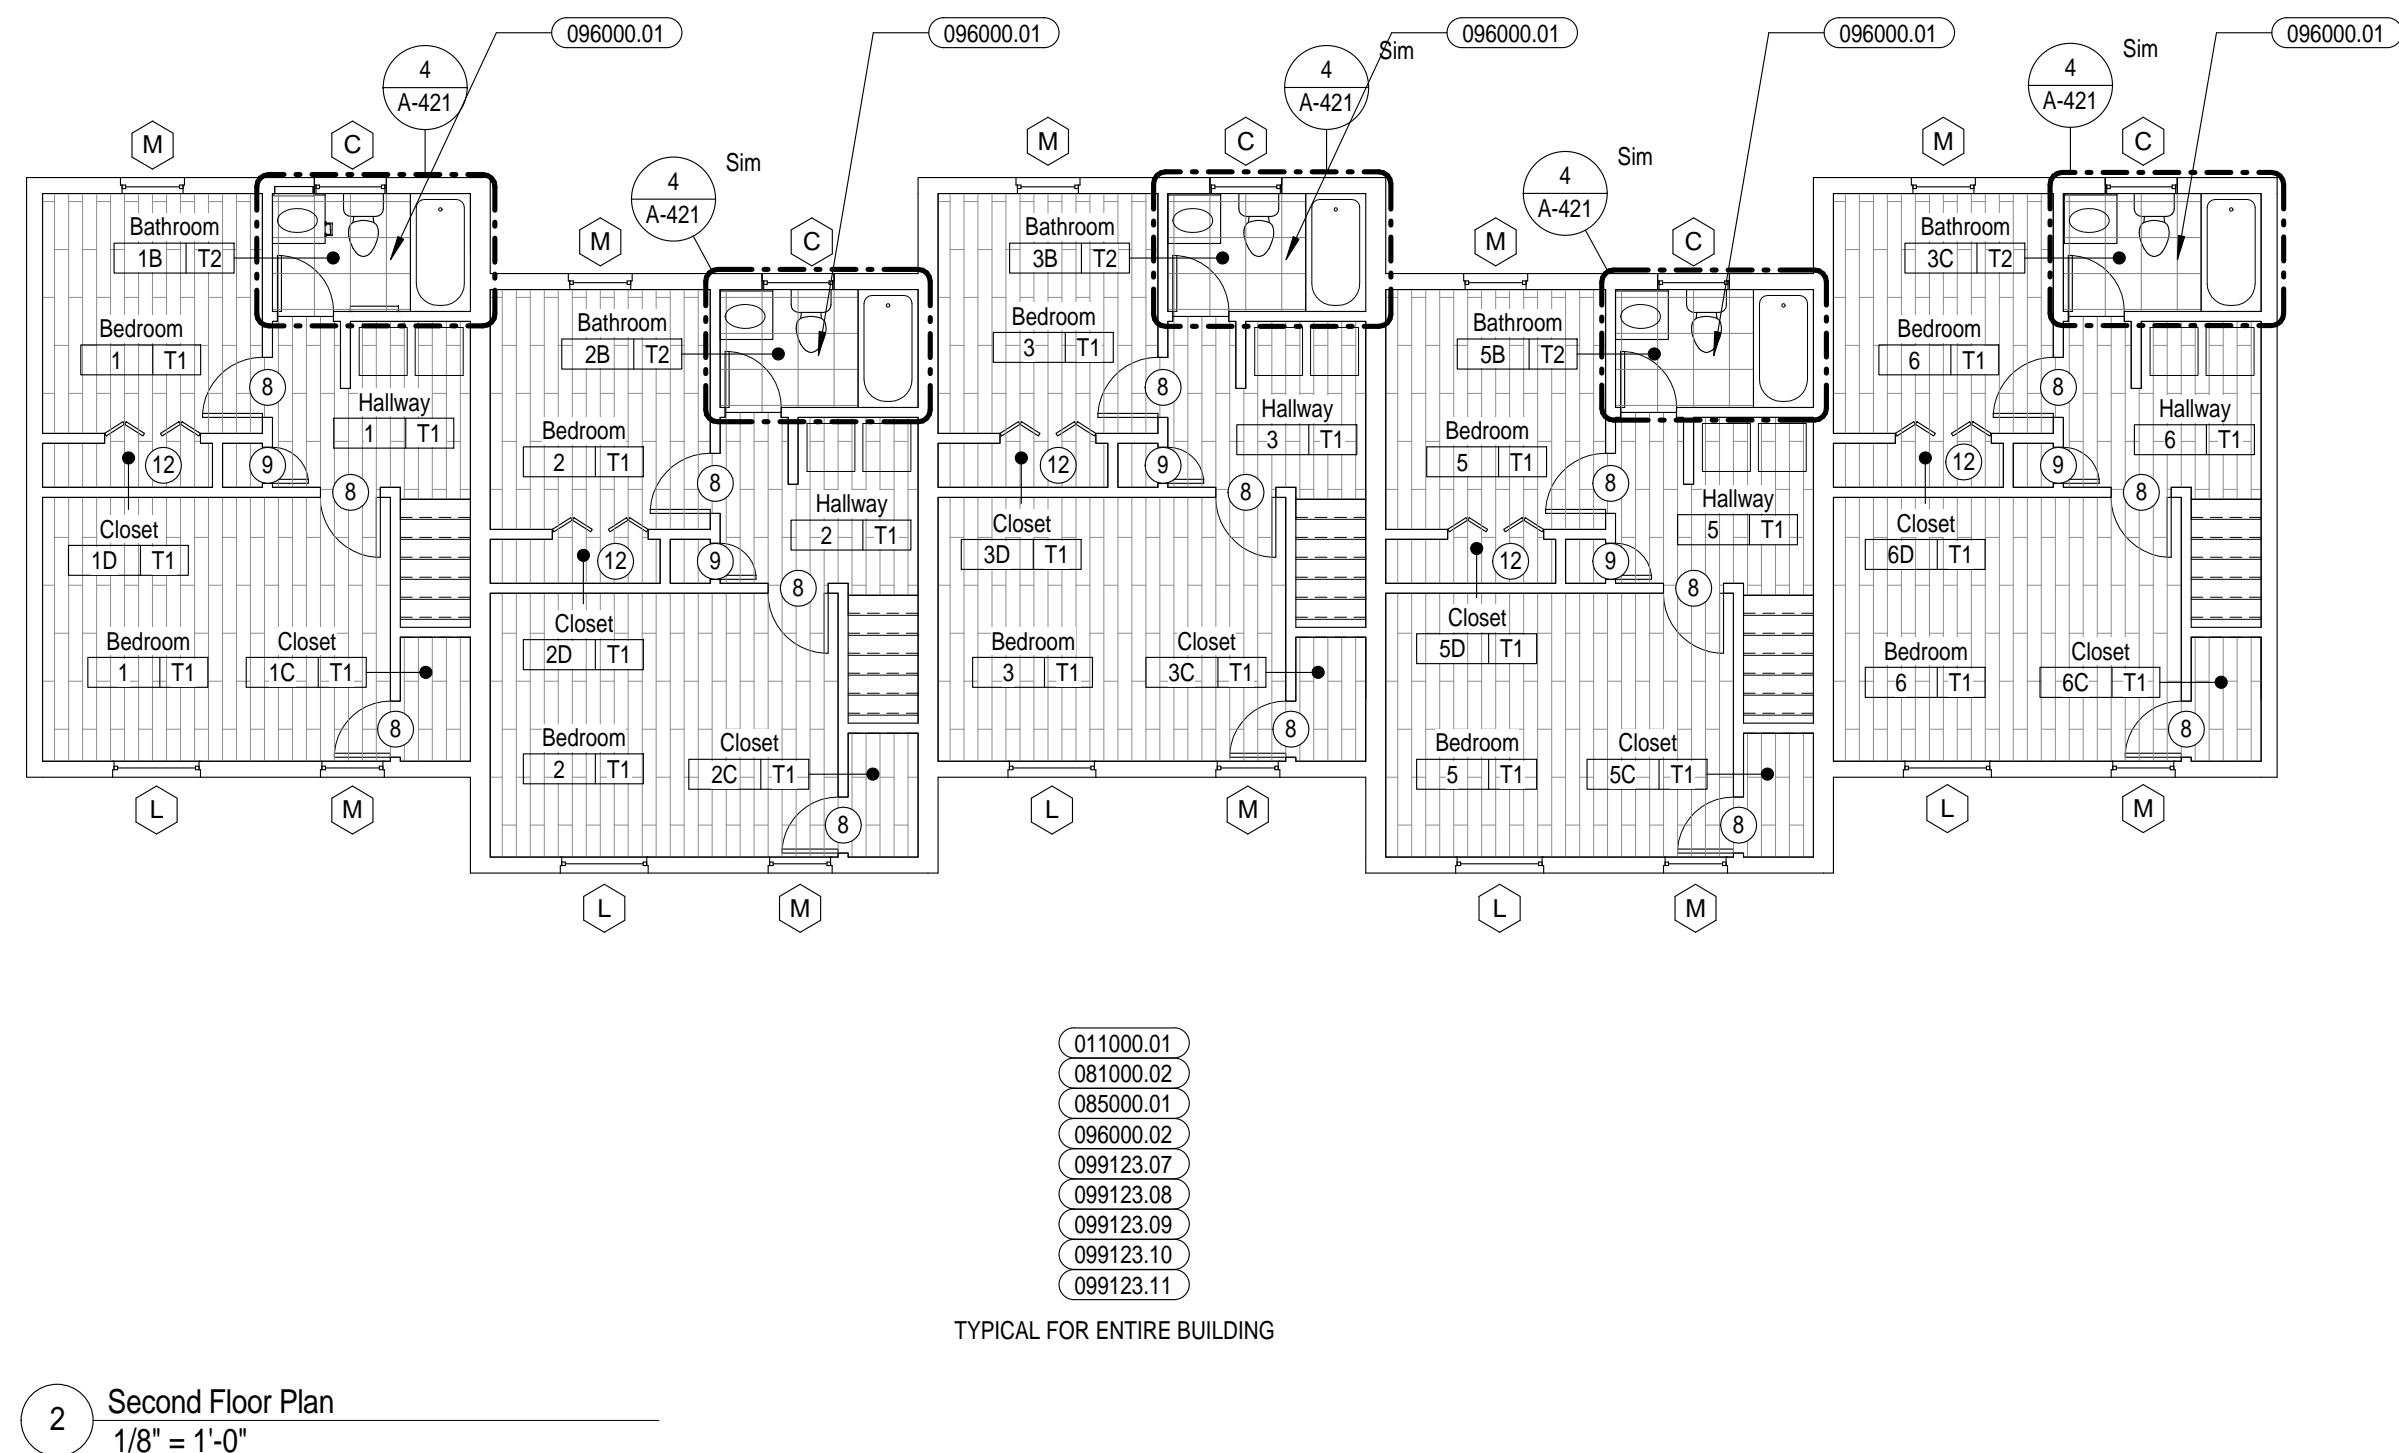 096000.01
096000.01
096000.01
096000.01
096000.01
4
A-421
4
A-421
Sim
4
A-421
Sim
4
A-421
Sim
4
A-421
Sim
M
C
M
C
M
C
M
C
M
C
Bathroom
1B T2
Bedroom
1 T1
8
Hallway
1 T1
12
9
8
Closet
1D T1
Bedroom
1 T1
Closet
1C T1
8
L
M
Bathroom
2B T2
Bedroom
2 T1
8
Hallway
2 T1
12
9
8
Closet
2D T1
Bedroom
2 T1
Closet
2C T1
8
L
M
Bathroom
3B T2
Bedroom
3 T1
8
Hallway
3 T1
12
9
8
Closet
3D T1
Bedroom
3 T1
Closet
3C T1
8
L
M
Bathroom
5B T2
Bedroom
5 T1
8
Hallway
5 T1
12
9
8
Closet
5D T1
Bedroom
5 T1
Closet
5C T1
8
L
M
Bathroom
3C T2
Bedroom
6 T1
8
Hallway
6 T1
12
9
8
Closet
6D T1
Bedroom
6 T1
Closet
6C T1
8
L
M
011000.01
081000.02
085000.01
096000.02
099123.07
099123.08
099123.09
099123.10
099123.11
TYPICAL FOR ENTIRE BUILDING
2
Second Floor Plan
1/8" = 1'-0"